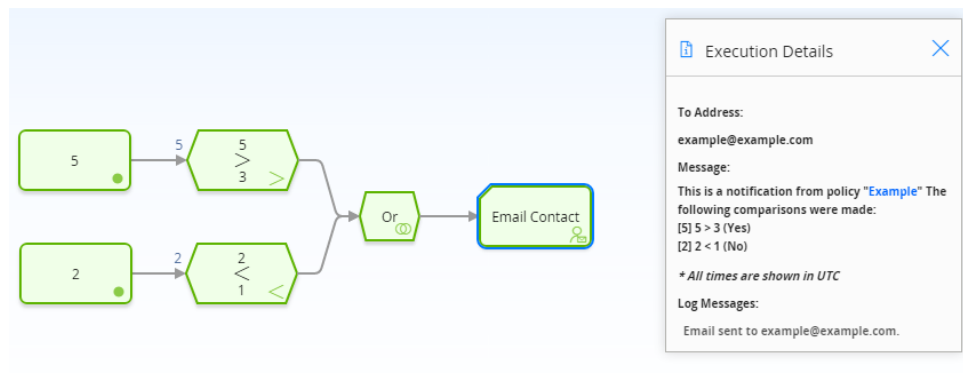 5
5
5
>
3
>
2
2
2
<
1
<
Or
Email Contact
Execution Details
To Address:
example@example.com
Message:
This is a notification from policy "Example" The
following comparisons were made:
[5] 5 > 3 (Yes)
[2] 2 < 1 (No)
* All times are shown in UTC
Log Messages:
Email sent to example@example.com.